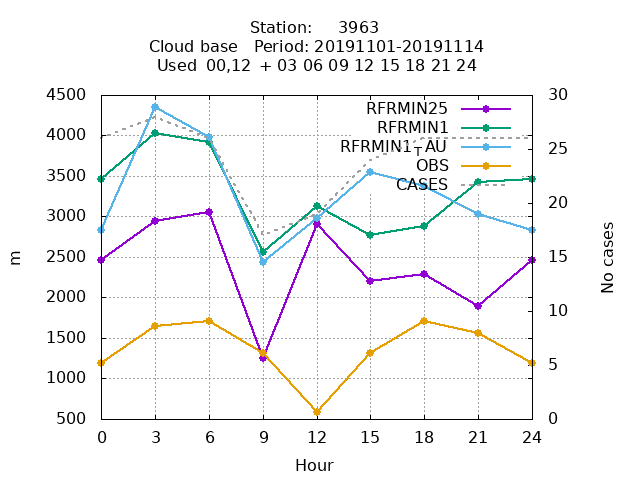 Station: 3963
Cloud base Period: 20191101-20191114
Used 00,12 + 03 06 09 12 15 18 21 24
4500
4000
3500
3000
2500
2000
1500
1000
500
m
RFRMIN25
RFRMIN1
RFRMIN1_AU
OBS
CASES
30
25
20
15
10
5
0
No cases
0 3 6 9 12 15 18 21 24
Hour